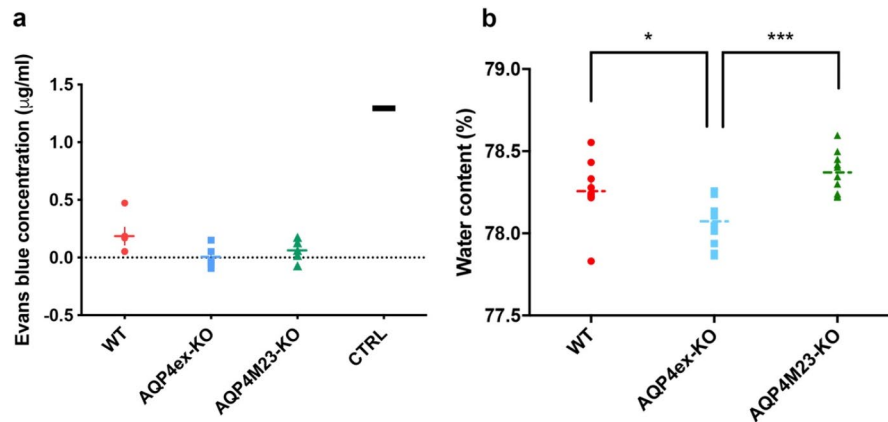 a
Evans blue concentration (μg/ml)
1.5
1.0
0.5
0.0
-0.5
WT
AQP4ex-KO
AQP4M23-KO
CTRL
b
* ***
Water content (%)
79.0
78.5
78.0
77.5
WT
AQP4ex-KO
AQP4M23-KO